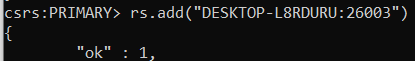 csrs:PRIMARY> rs.add("DESKTOP-L8RDURU:26003")
{
"ok" : 1,